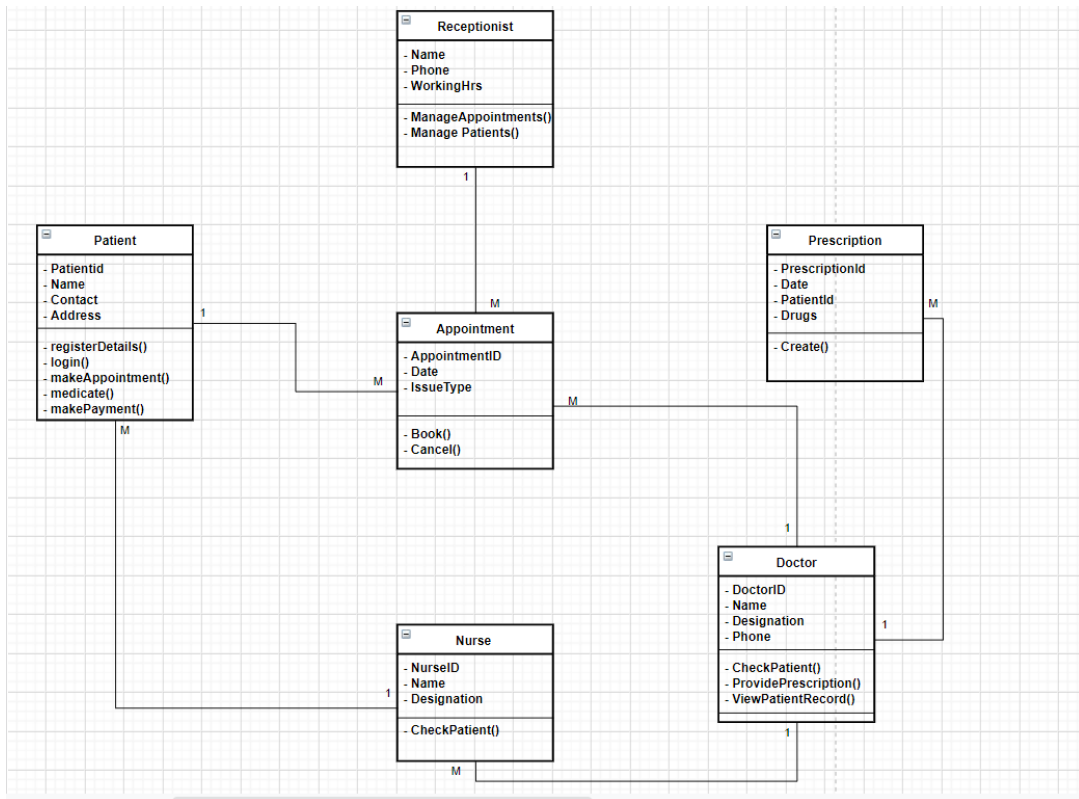 Receptionist
- Name
- Phone
- WorkingHrs
- ManageAppointments()
- Manage Patients()
1
M
Patient
- Patientid
- Name
- Contact
- Address
- registerDetails()
- login()
- makeAppointment()
- medicate()
- makePayment()
1
M
M
Appointment
- AppointmentID
- Date
- IssueType
- Book()
- Cancel()
M
1
Prescription
- PrescriptionId
- Date
- PatientId
- Drugs
- Create()
M
1
Doctor
- DoctorID
- Name
- Designation
- Phone
- CheckPatient()
- ProvidePrescription()
- ViewPatientRecord()
1
Nurse
- NurseID
- Name
- Designation
- CheckPatient()
1
M